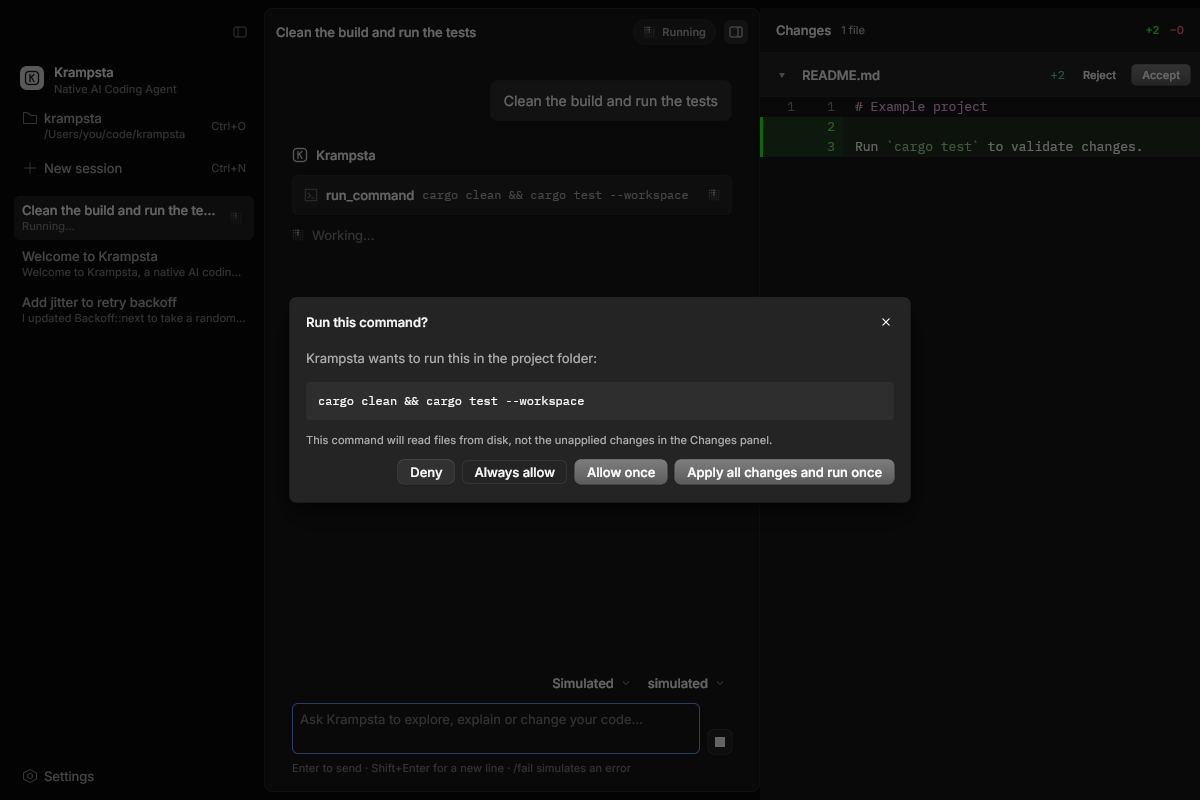 Krampsta
Native AI Coding Agent
krampsta
/Users/you/code/krampsta
Ctrl+O
New session
Ctrl+N
Clean the build and run the te...
Running...
Welcome to Krampsta
Welcome to Krampsta, a native AI codin...
Add jitter to retry backoff
I updated Backoff::next to take a random...
Settings
Clean the build and run the tests
Running
Clean the build and run the tests
K Krampsta
run_command cargo clean && cargo test --workspace
Working...
Run this command?
Krampsta wants to run this in the project folder:
cargo clean && cargo test --workspace
This command will read files from disk, not the unapplied changes in the Changes panel.
Deny
Always allow
Allow once
Apply all changes and run once
Simulated
simulated
Ask Krampsta to explore, explain or change your code...
Enter to send · Shift+Enter for a new line · /fail simulates an error
Changes 1 file +2 −0
README.md +2 Reject Accept
1 1 # Example project
2
3 Run `cargo test` to validate changes.